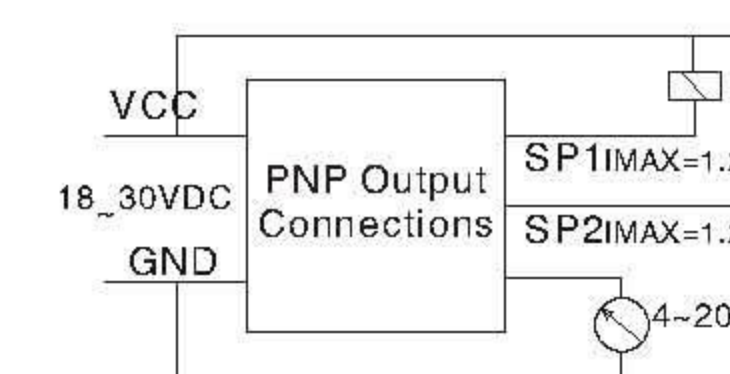 VCC
18~30VDC
GND
PNP Output
Connections
SP1IMAX=1.
SP2IMAX=1.
4~20